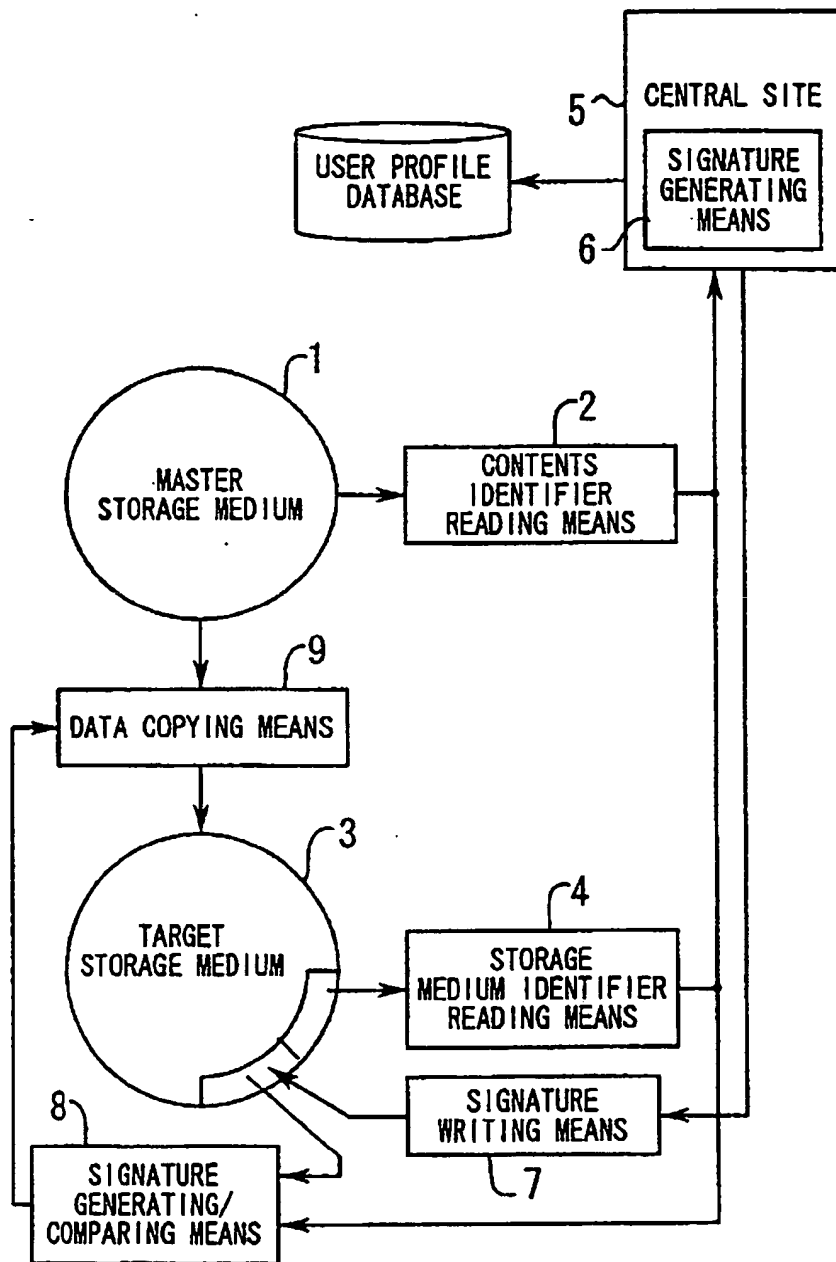 5
CENTRAL SITE
SIGNATURE
GENERATING
MEANS
6
USER PROFILE
DATABASE
1
MASTER
STORAGE MEDIUM
2
CONTENTS
IDENTIFIER
READING MEANS
9
DATA COPYING MEANS
3
TARGET
STORAGE MEDIUM
4
STORAGE
MEDIUM IDENTIFIER
READING MEANS
SIGNATURE
WRITING MEANS
7
8
SIGNATURE
GENERATING/
COMPARING MEANS